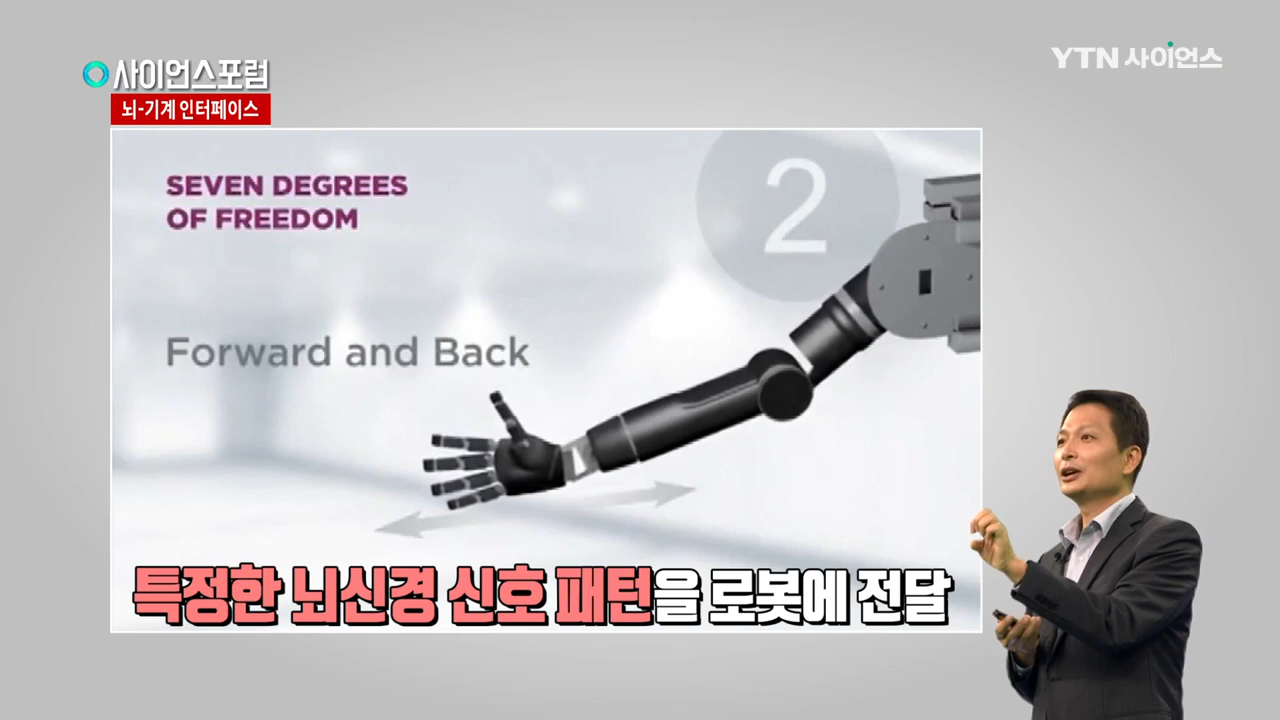 사이언스포럼
YTN 사이언스
뇌-기계 인터페이스
SEVEN DEGREES
OF FREEDOM
2
Forward and Back
특정한 뇌신경 신호 패턴을 로봇에 전달